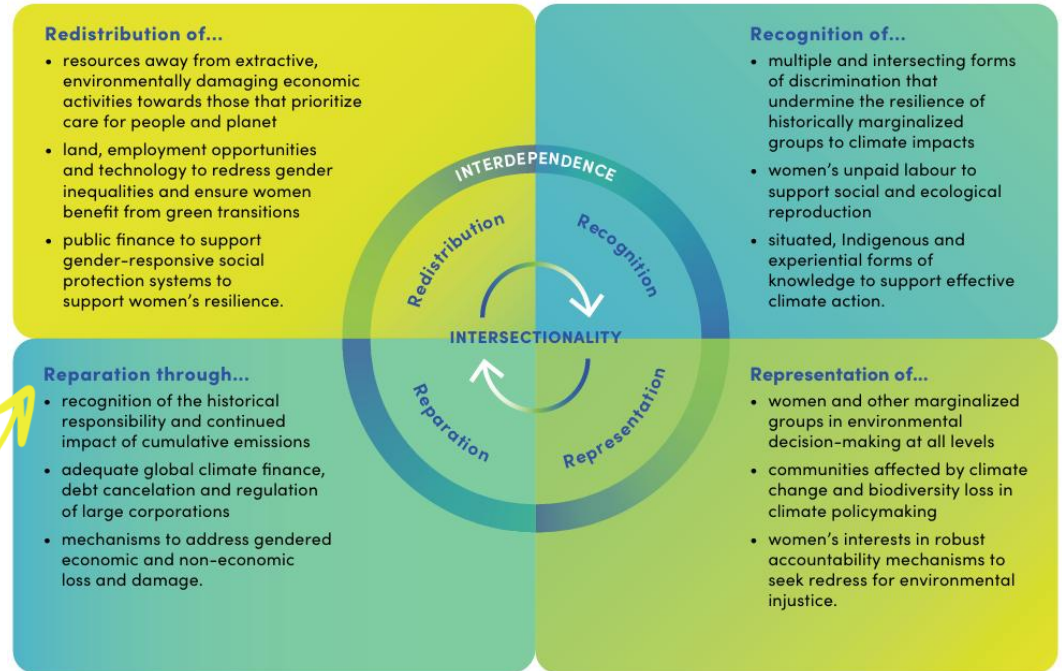 Redistribution of...
• resources away from extractive,
environmentally damaging economic
activities towards those that prioritize
care for people and planet
• land, employment opportunities
and technology to redress gender
inequalities and ensure women
benefit from green transitions
• public finance to support
gender-responsive social
protection systems to
support women's resilience.
Recognition of...
• multiple and intersecting forms
of discrimination that
undermine the resilience of
historically marginalized
groups to climate impacts
• women's unpaid labour to
support social and ecological
reproduction
• situated, Indigenous and
experiential forms of
knowledge to support effective
climate action.
INTERDEPENDENCE
Redistribution
Recognition
INTERSECTIONALITY
Reparation
Representation
Reparation through...
• recognition of the historical
responsibility and continued
impact of cumulative emissions
• adequate global climate finance,
debt cancelation and regulation
of large corporations
• mechanisms to address gendered
economic and non-economic
loss and damage.
Representation of...
• women and other marginalized
groups in environmental
decision-making at all levels
• communities affected by climate
change and biodiversity loss in
climate policymaking
• women's interests in robust
accountability mechanisms to
seek redress for environmental
injustice.